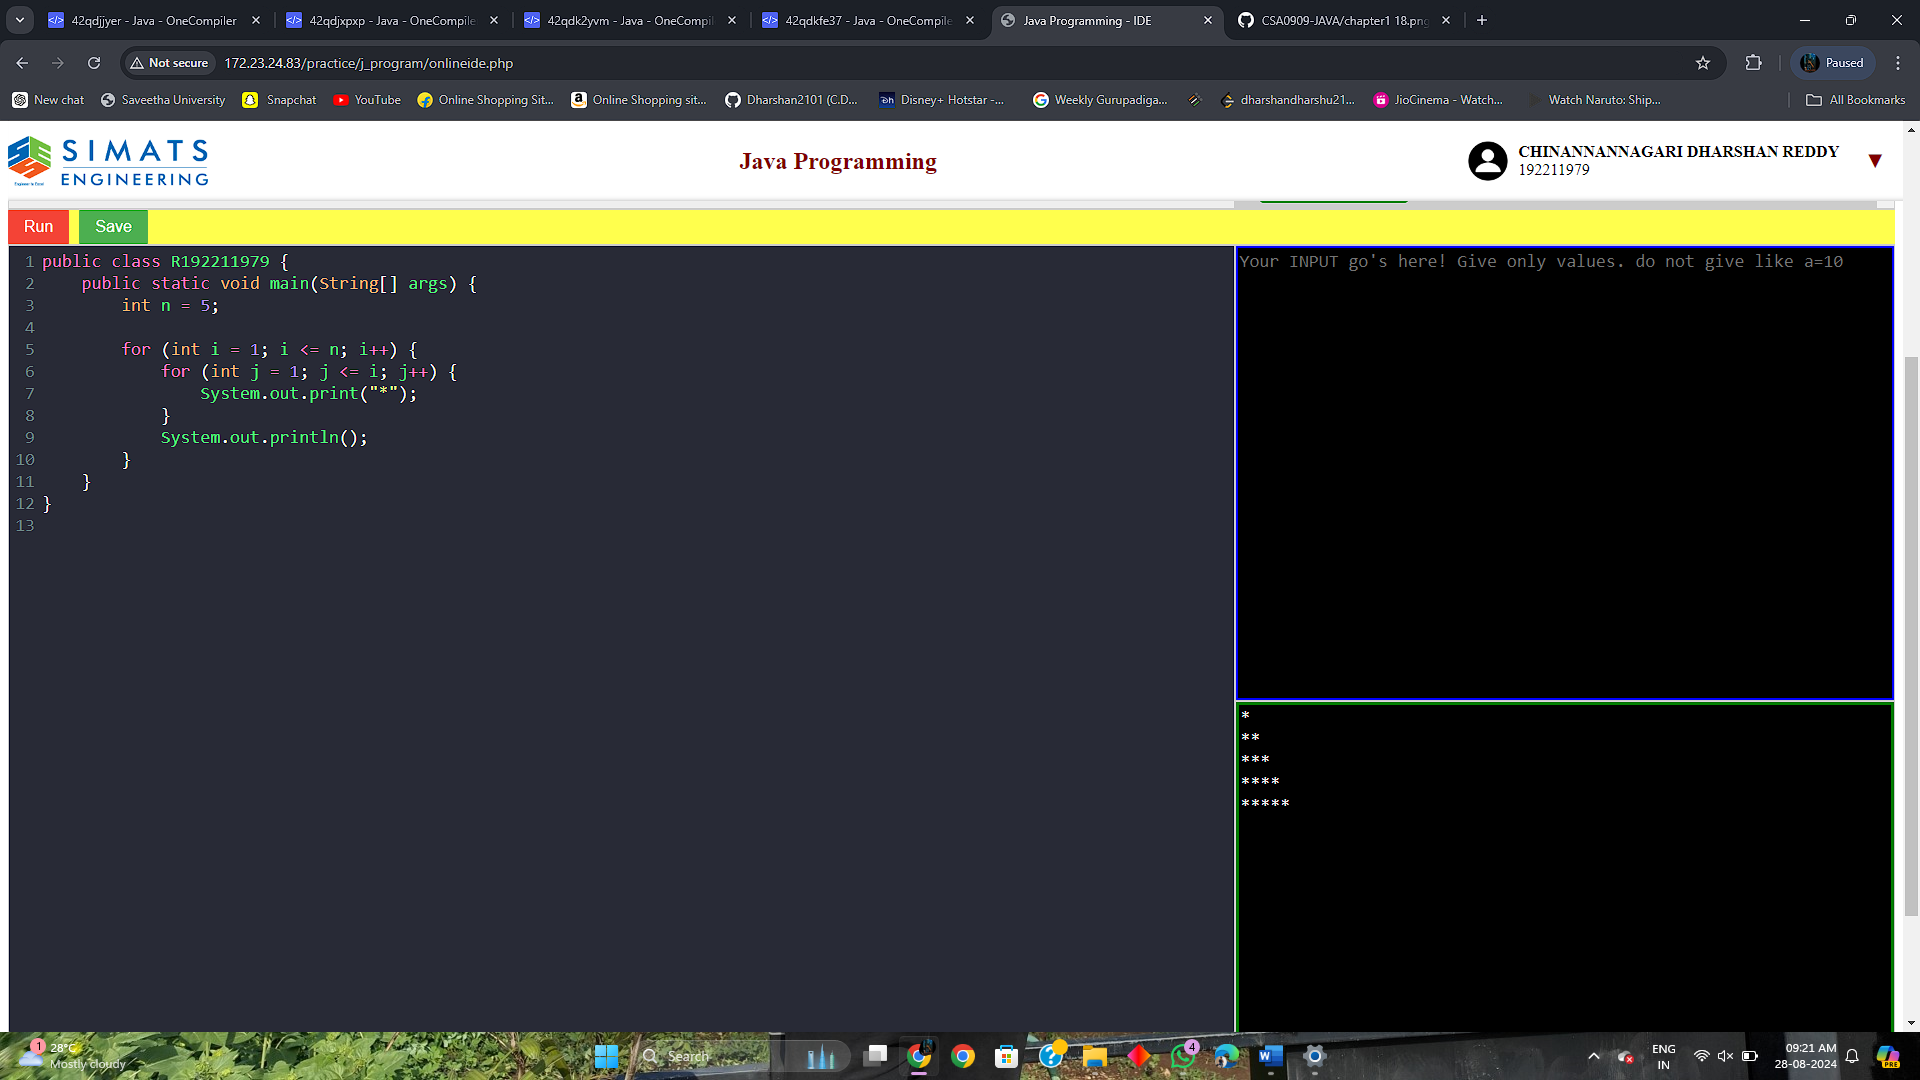 42qdjjyer - Java - OneCompiler
42qdjxpxp - Java - OneCompile
42qdk2yvm - Java - OneCompil
42qdkfe37 - Java - OneCompile
Java Programming - IDE
CSA0909-JAVA/chapter1 18.png
Not secure
172.23.24.83/practice/j_program/onlineide.php
Paused
New chat
Saveetha University
Snapchat
YouTube
Online Shopping Sit...
Online Shopping sit...
Dharshan2101 (C.D...
Disney+ Hotstar -...
Weekly Gurupadiga...
dharshandharshu21...
JioCinema - Watch...
Watch Naruto: Ship...
All Bookmarks
SIMATS
ENGINEERING
Java Programming
CHINANNANNAGARI DHARSHAN REDDY
192211979
Run
Save
1 public class R192211979 {
2     public static void main(String[] args) {
3         int n = 5;
4
5         for (int i = 1; i <= n; i++) {
6             for (int j = 1; j <= i; j++) {
7                 System.out.print("*");
8             }
9             System.out.println();
10         }
11     }
12 }
13
Your INPUT go's here! Give only values. do not give like a=10
*
**
***
****
*****
1
28°C
Mostly cloudy
Search
4
ENG
IN
09:21 AM
28-08-2024
PRE